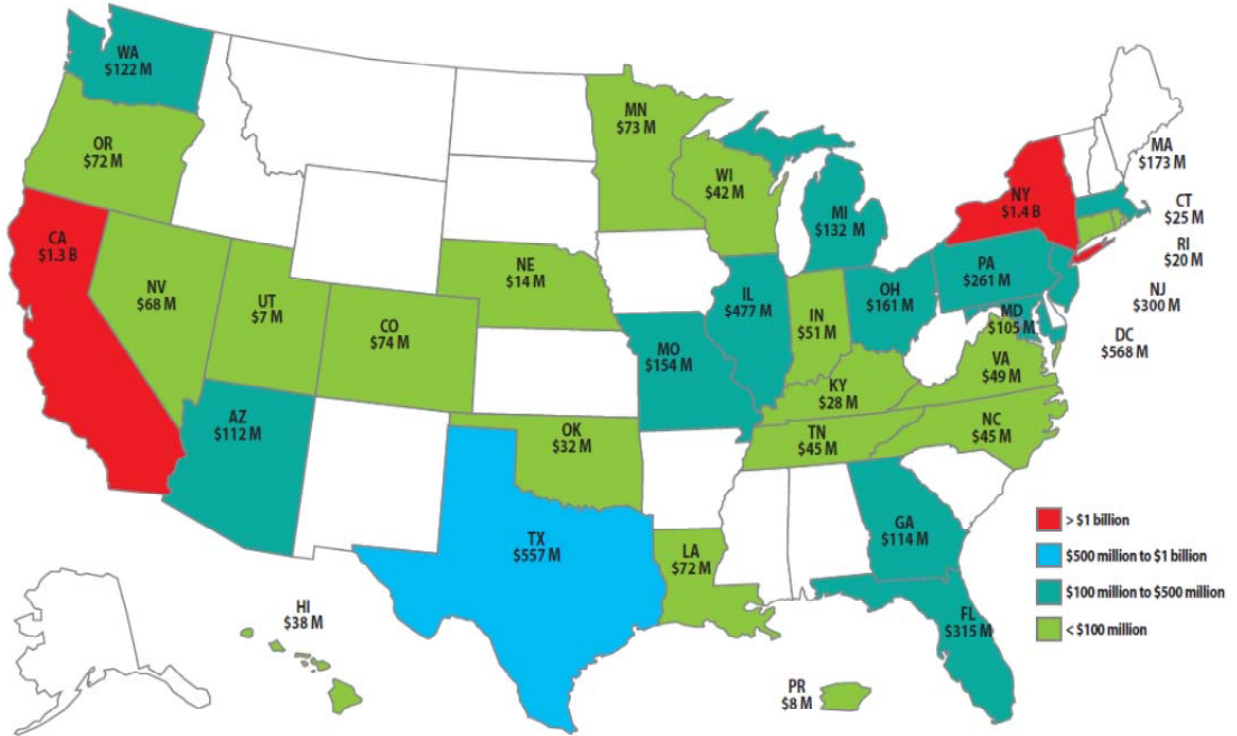 WA
$122 M
OR
$72 M
CA
$1.3 B
NV
$68 M
UT
$7 M
AZ
$112 M
CO
$74 M
NE
$14 M
MN
$73 M
WI
$42 M
MI
$132 M
IL
$477 M
IN
$51 M
OH
$161 M
MO
$154 M
KY
$28 M
TN
$45 M
OK
$32 M
TX
$557 M
LA
$72 M
NY
$1.4 B
PA
$261 M
MD
$105 M
VA
$49 M
NC
$45 M
GA
$114 M
FL
$315 M
MA
$173 M
CT
$25 M
RI
$20 M
NJ
$300 M
DC
$568 M
HI
$38 M
PR
$8 M
> $1 billion
$500 million to $1 billion
$100 million to $500 million
< $100 million